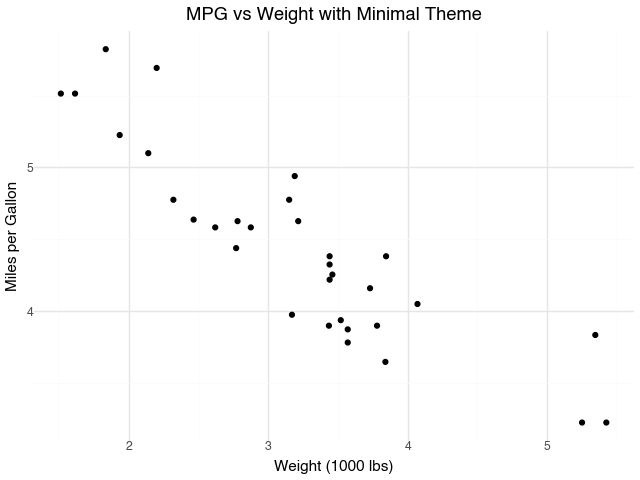 MPG vs Weight with Minimal Theme
Miles per Gallon
5
4
2 3 4 5
Weight (1000 lbs)